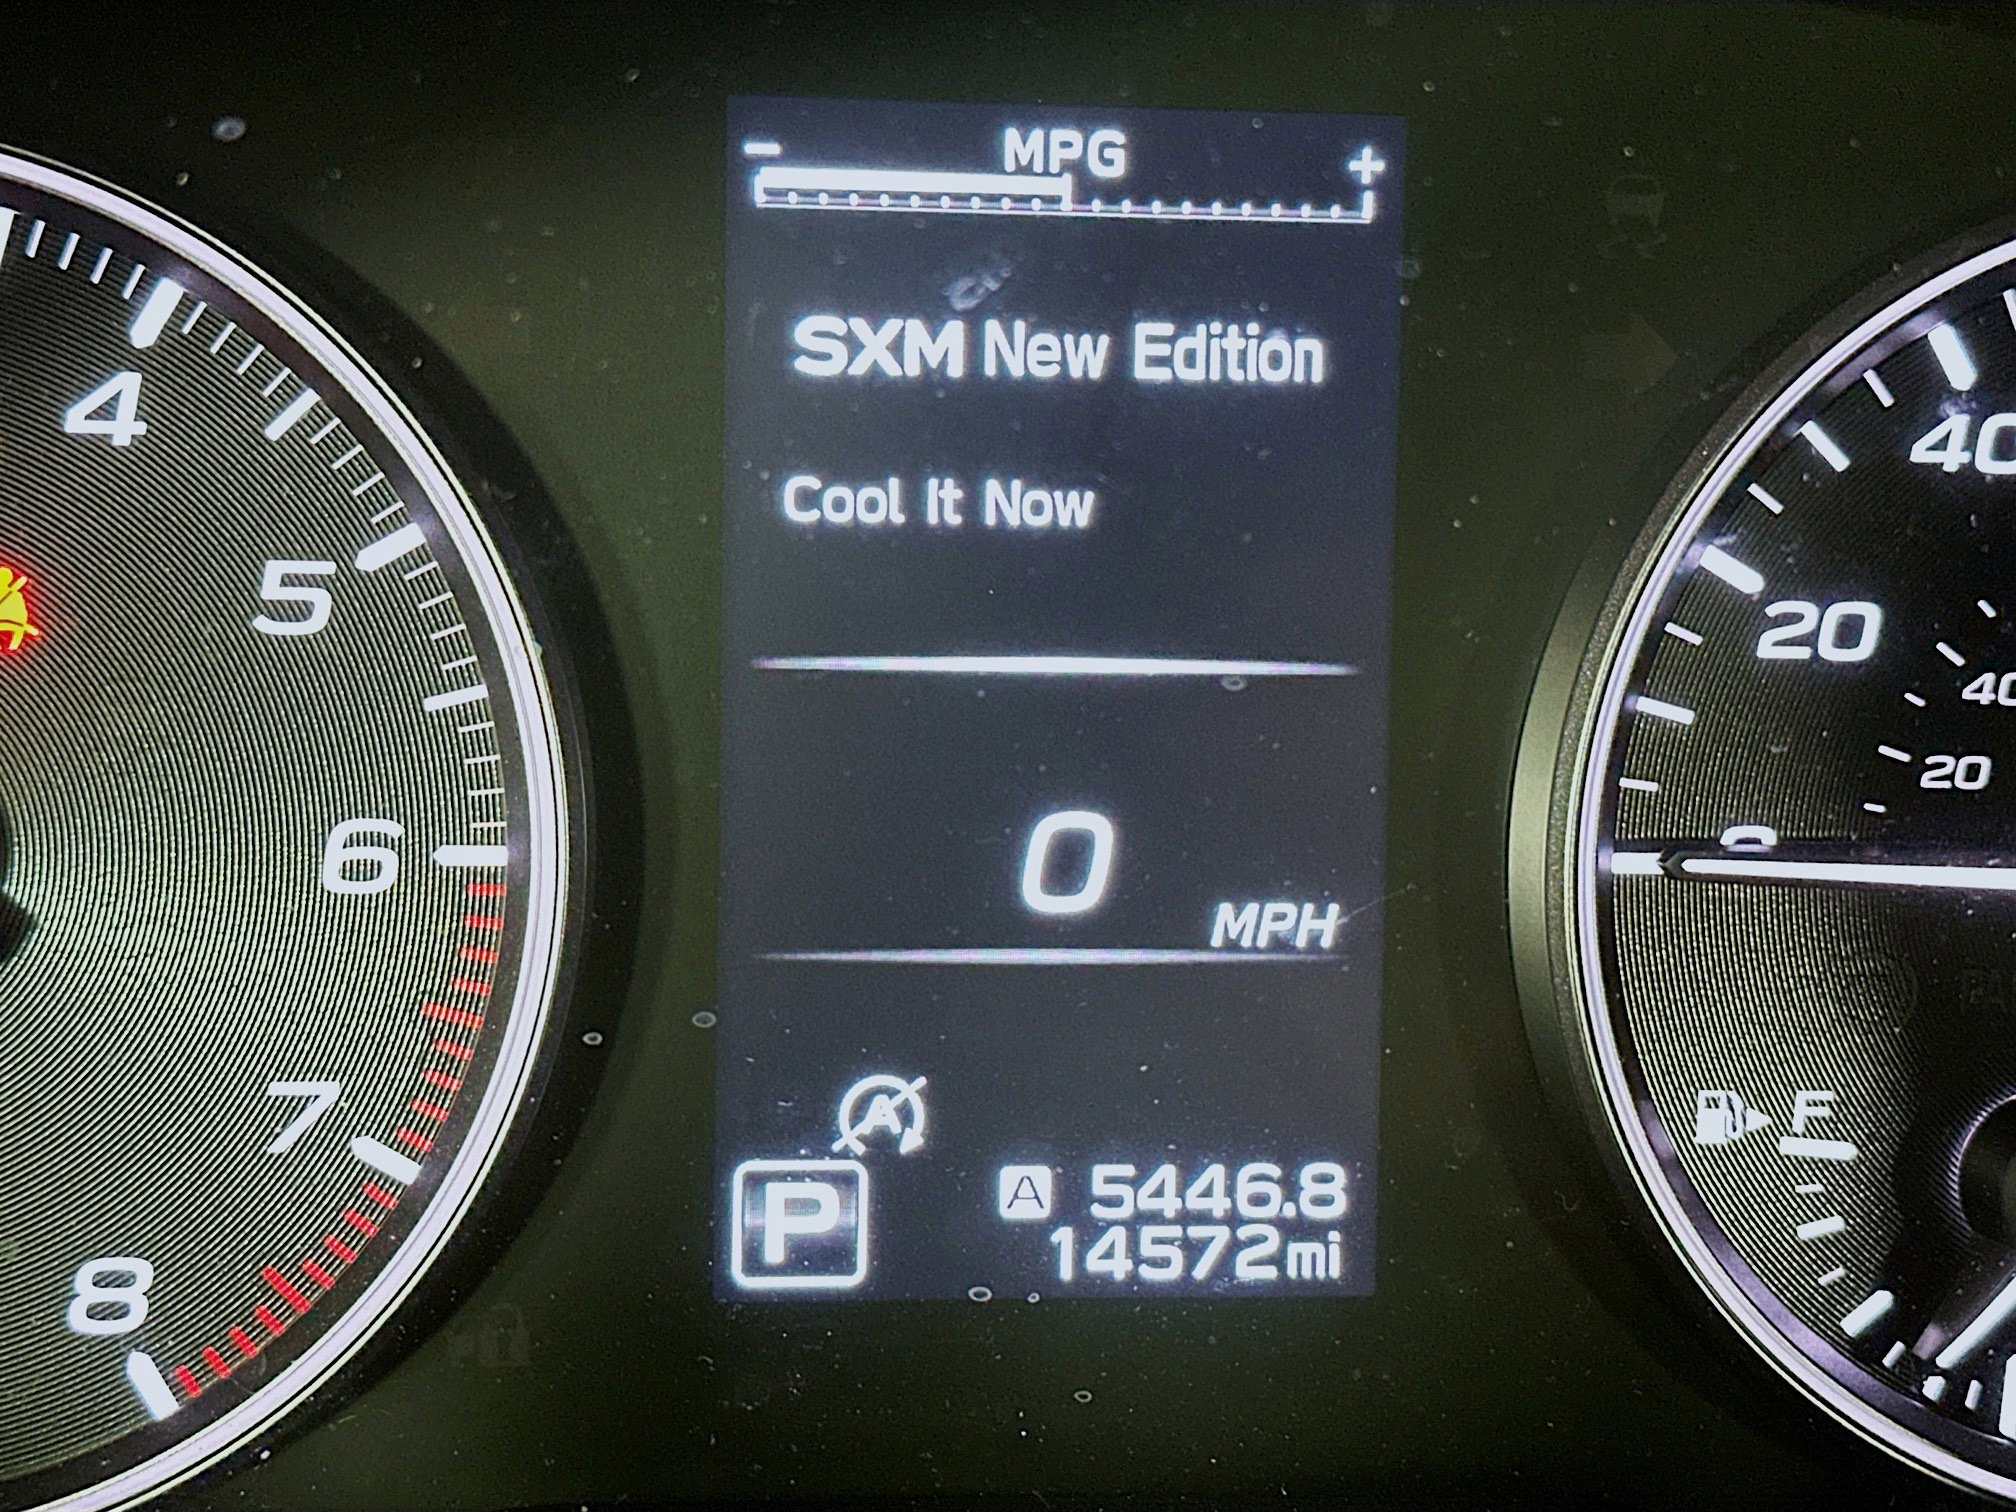 - MPG +
SXM New Edition
Cool It Now
0
MPH
A
P
A 5446.8
14572mi
4
5
6
7
8
40
20
40
20
0
F